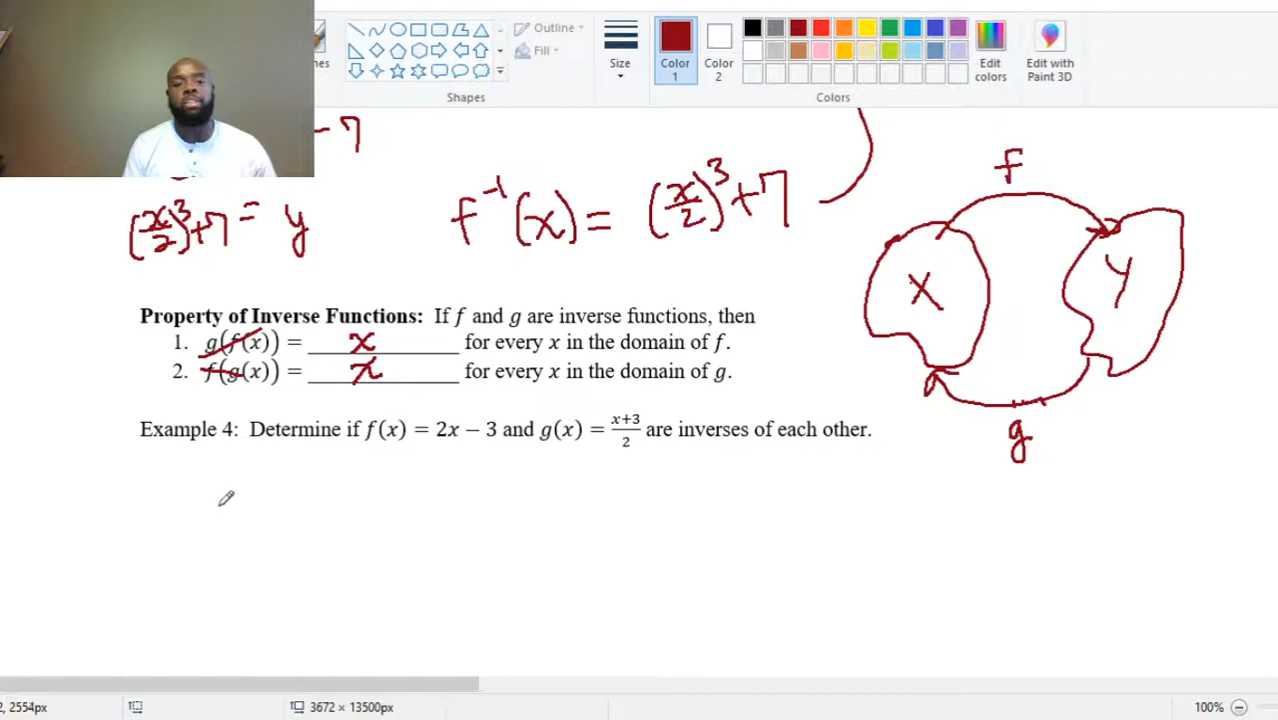 Outline
Fill
nes
Shapes
Size
Color
1
Color
2
Edit
colors
Edit with
Paint 3D
Colors
- 7
(x/2)³+7 = y
f⁻¹(x) = (x/2)³+7
f
X
Y
g
Property of Inverse Functions: If f and g are inverse functions, then
1. g(f(x)) = x for every x in the domain of f.
2. f(g(x)) = x for every x in the domain of g.
Example 4: Determine if f(x) = 2x − 3 and g(x) = x+3/2 are inverses of each other.
2, 2554px
3672 × 13500px
100%